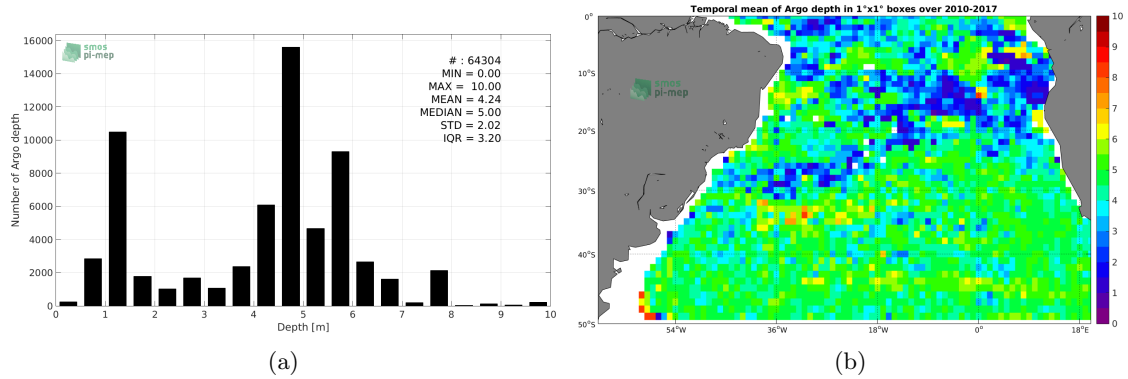 Temporal mean of Argo depth in 1°x1° boxes over 2010-2017
smos
pi-mep
# : 64304
MIN = 0.00
MAX = 10.00
MEAN = 4.24
MEDIAN = 5.00
STD = 2.02
IQR = 3.20
16000
14000
12000
10000
8000
6000
4000
2000
0
Number of Argo depth
0 1 2 3 4 5 6 7 8 9 10
Depth [m]
(a)
smos
pi-mep
0°
10°S
20°S
30°S
40°S
50°S
54°W 36°W 18°W 0° 18°E
10
9
8
7
6
5
4
3
2
1
0
(b)